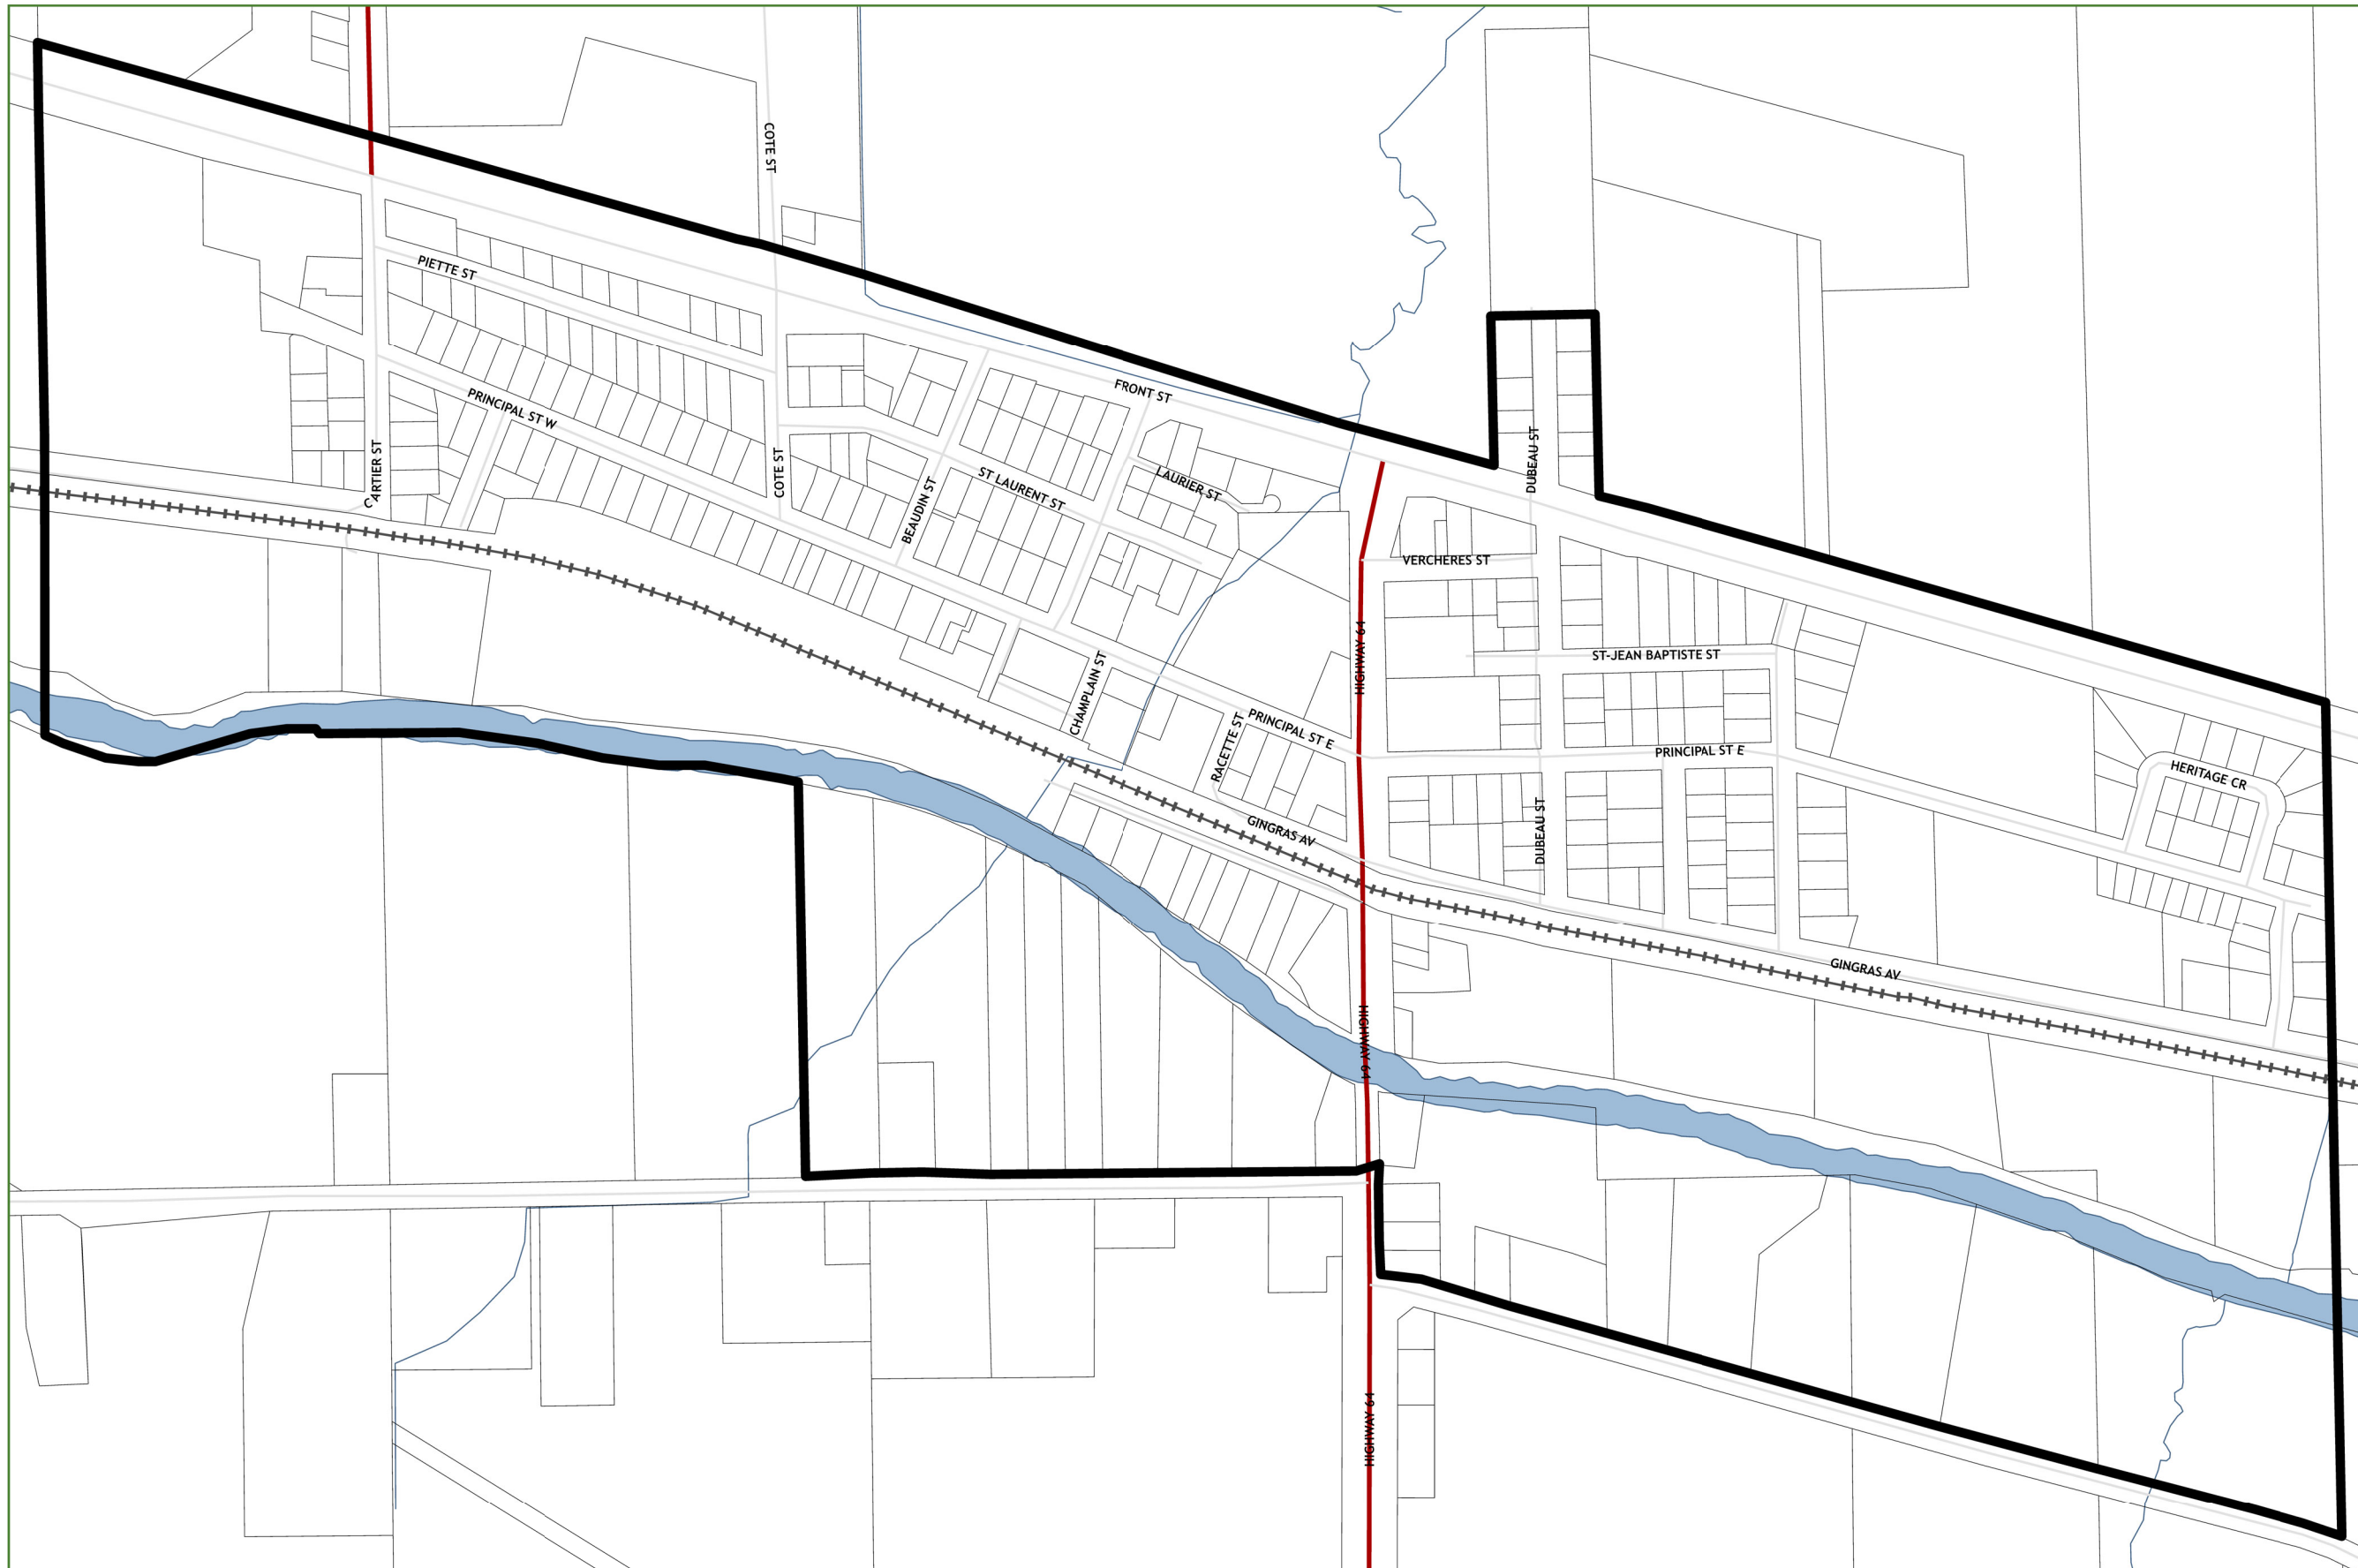 COTE ST
PIETTE ST
FRONT ST
PRINCIPAL ST W
DUBEAU ST
CARTIER ST
COTE ST
ST LAURENT ST
LAURIER ST
BEAUDIN ST
C
VERCHERES ST
HIGHWAY 64
ST-JEAN BAPTISTE ST
CHAMPLAIN ST
PRINCIPAL ST E
RACETTE ST
PRINCIPAL ST E
HERITAGE CR
GINGRAS AV
DUBEAU ST
GINGRAS AV
HIGHWAY 64
HIGHWAY 64